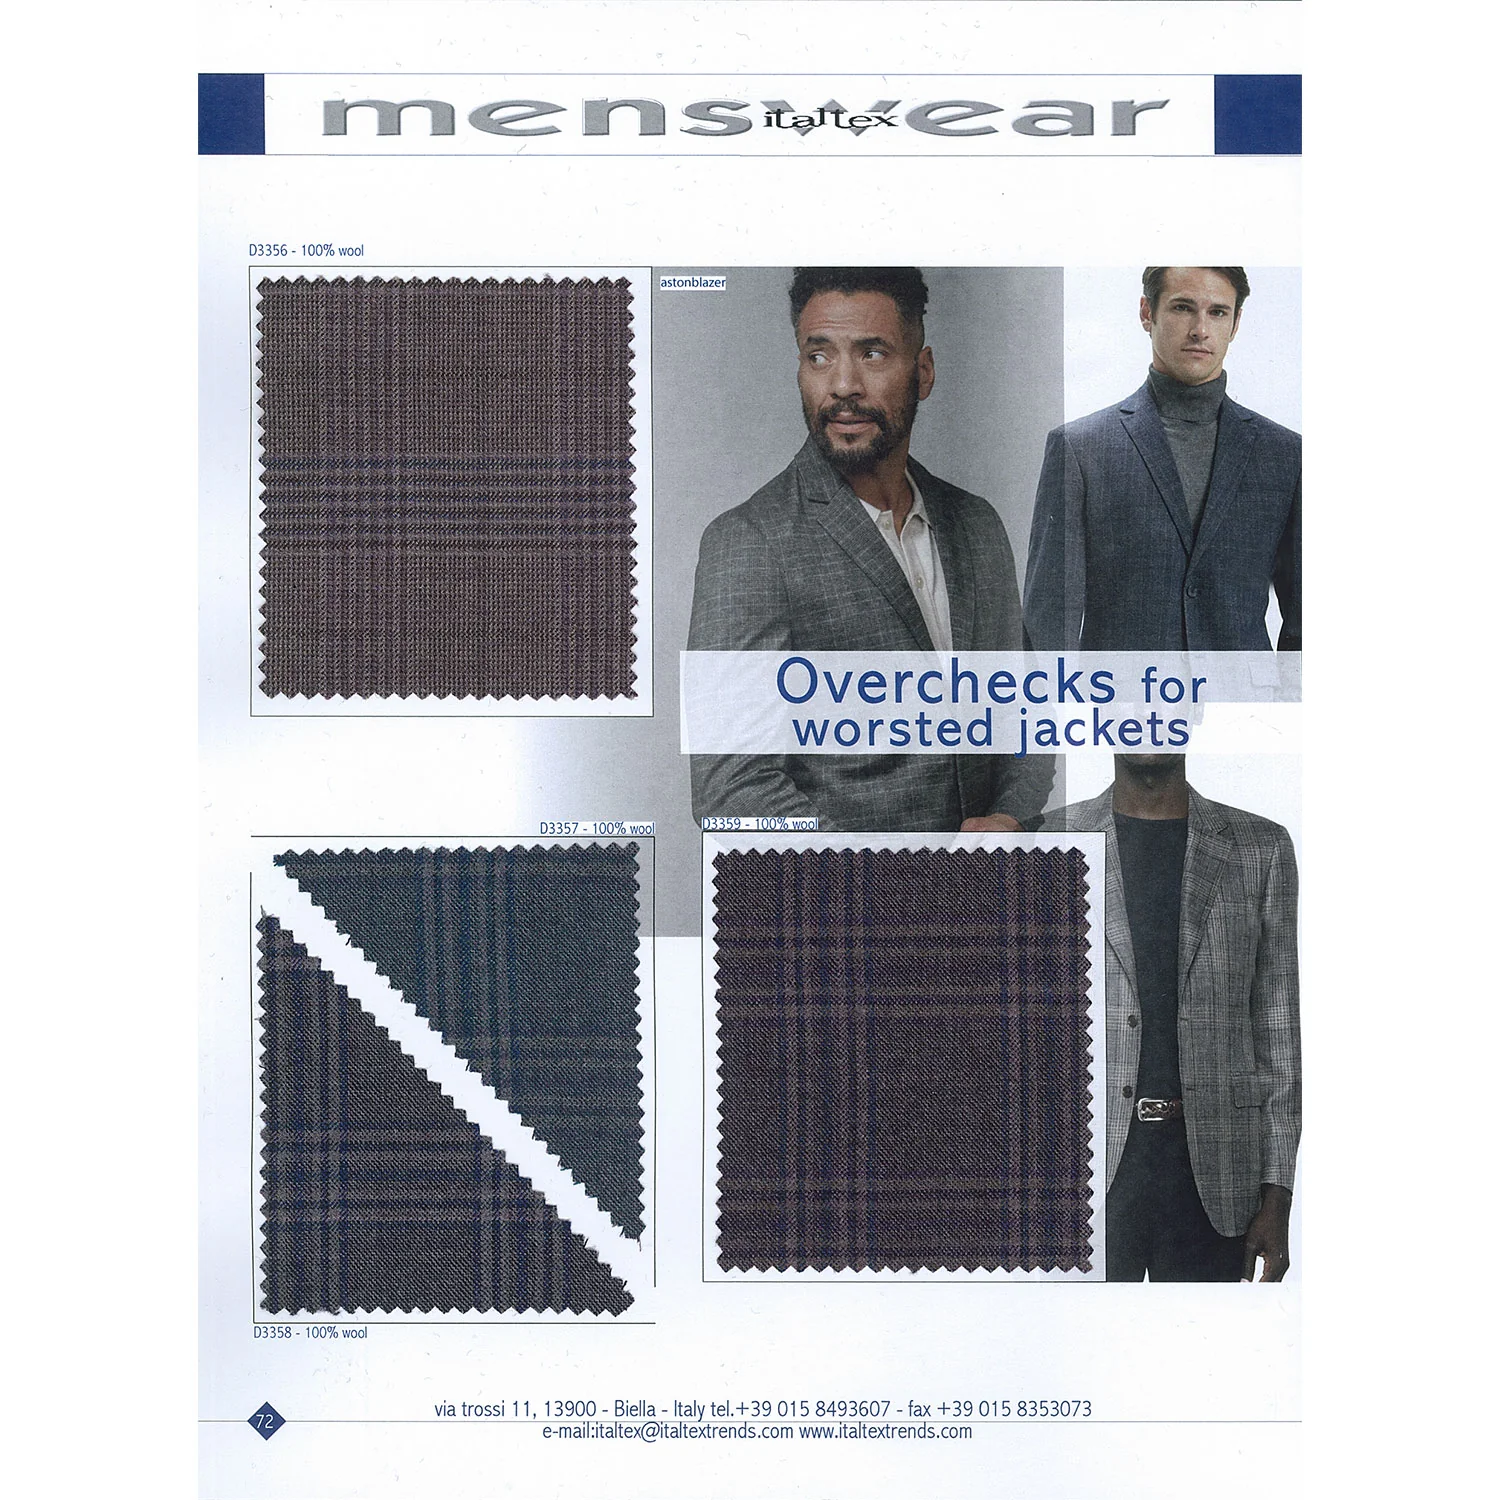 menswear
italtex
D3356 - 100% wool
astonblazer
Overchecks for
worsted jackets
D3357 - 100% wool
D3359 - 100% wool
D3358 - 100% wool
72
via trossi 11, 13900 - Biella - Italy tel.+39 015 8493607 - fax +39 015 8353073
e-mail:italtex@italtextrends.com www.italtextrends.com